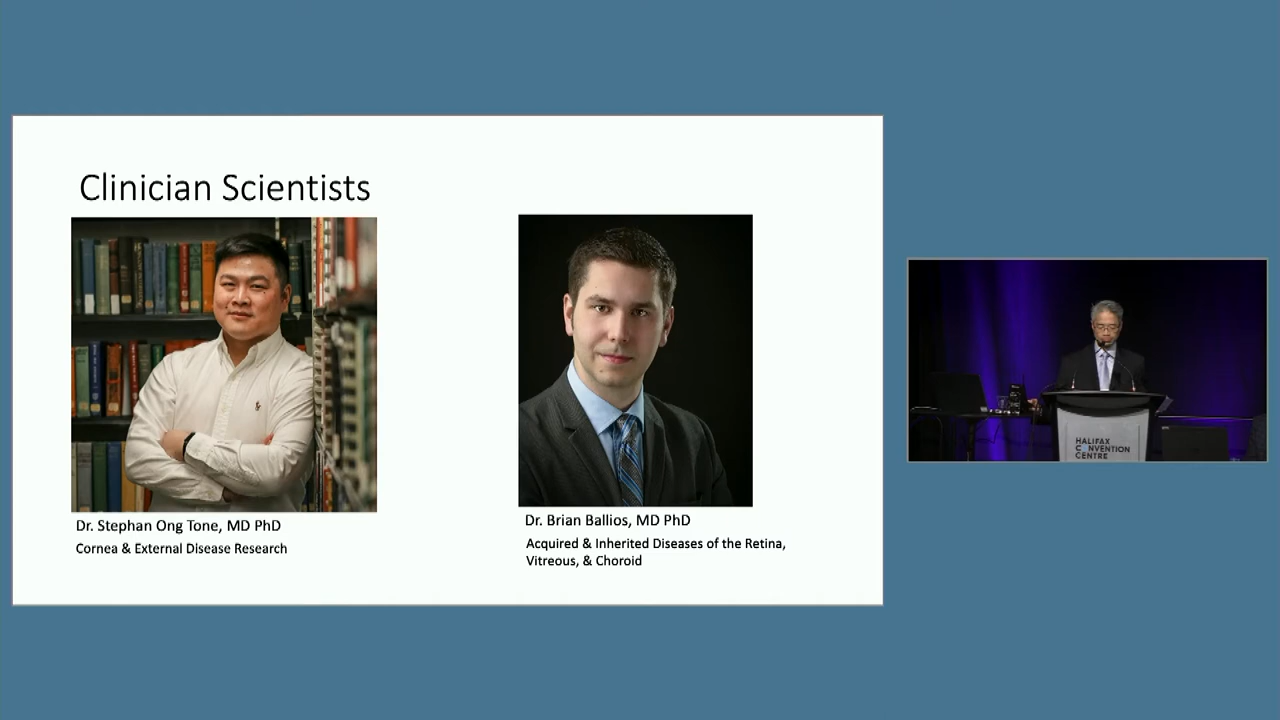 Clinician Scientists
Dr. Stephan Ong Tone, MD PhD
Cornea & External Disease Research
Dr. Brian Ballios, MD PhD
Acquired & Inherited Diseases of the Retina,
Vitreous, & Choroid
HALIFAX
CONVENTION
CENTRE